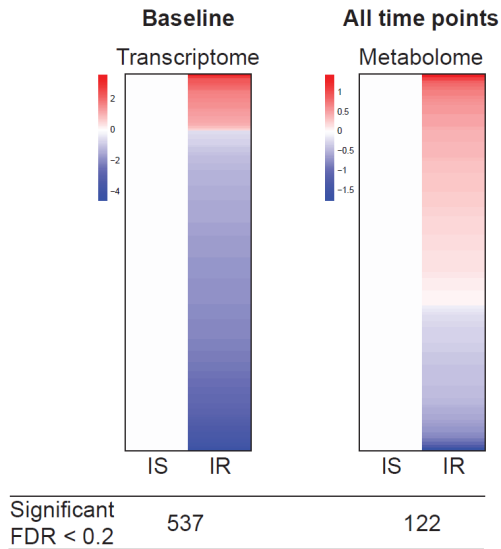 Baseline
All time points
Transcriptome
Metabolome
2
0
−2
−4
1
0.5
0
−0.5
−1
−1.5
IS IR
IS IR
Significant
FDR < 0.2
537
122